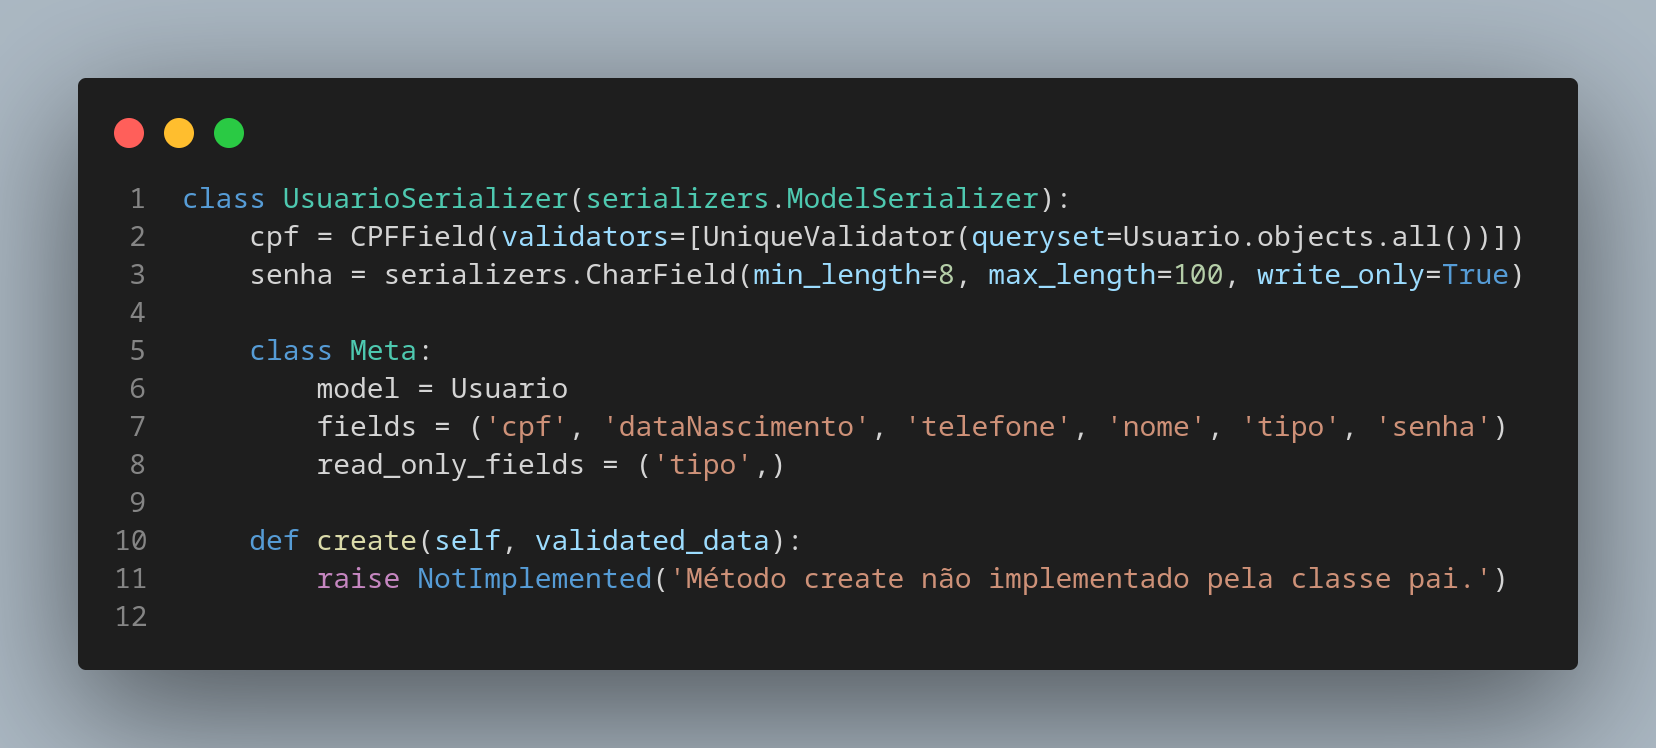 1 class UsuarioSerializer(serializers.ModelSerializer):
2     cpf = CPFField(validators=[UniqueValidator(queryset=Usuario.objects.all())])
3     senha = serializers.CharField(min_length=8, max_length=100, write_only=True)
4
5     class Meta:
6         model = Usuario
7         fields = ('cpf', 'dataNascimento', 'telefone', 'nome', 'tipo', 'senha')
8         read_only_fields = ('tipo',)
9
10     def create(self, validated_data):
11         raise NotImplemented('Método create não implementado pela classe pai.')
12